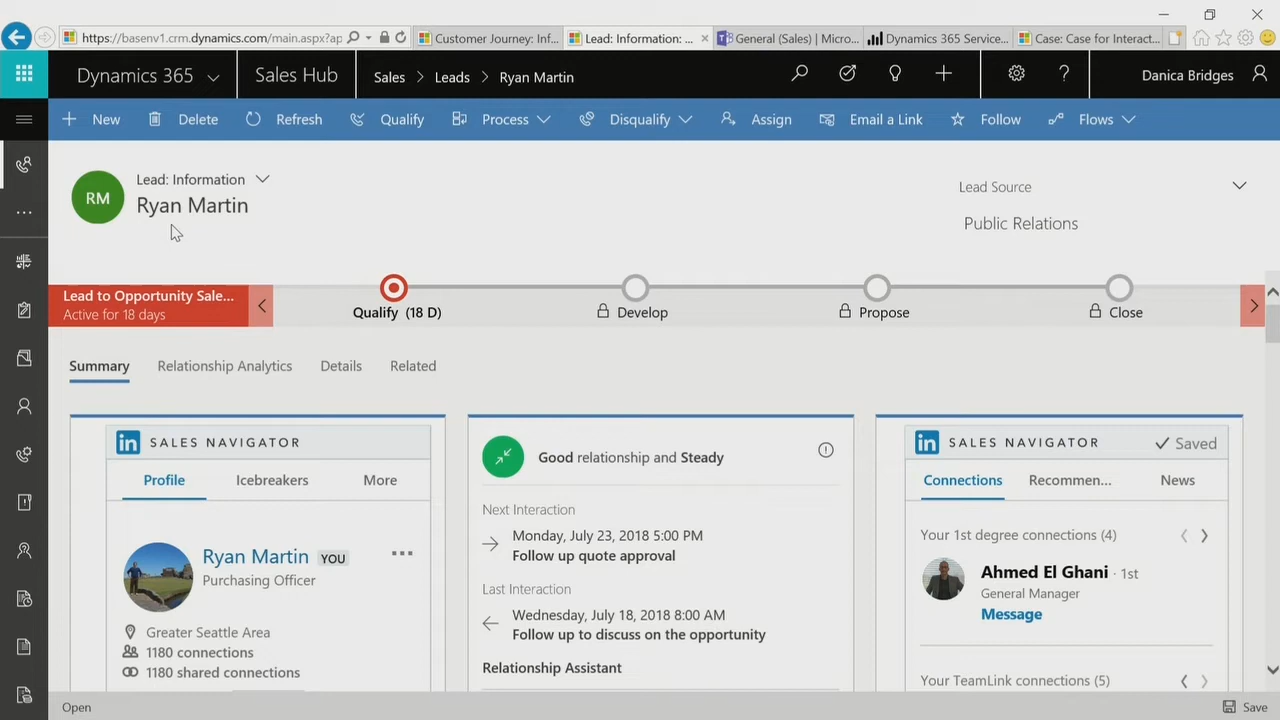 https://basenv1.crm.dynamics.com/main.aspx?ap
Customer Journey: Inf...
Lead: Information: ...
General (Sales) | Micro...
Dynamics 365 Service...
Case: Case for Interact...
Dynamics 365
Sales Hub
Sales > Leads > Ryan Martin
Danica Bridges
New
Delete
Refresh
Qualify
Process
Disqualify
Assign
Email a Link
Follow
Flows
RM
Lead: Information
Ryan Martin
Lead Source
Public Relations
Lead to Opportunity Sale...
Active for 18 days
Qualify (18 D)
Develop
Propose
Close
Summary
Relationship Analytics
Details
Related
in SALES NAVIGATOR
Profile
Icebreakers
More
Ryan Martin YOU
Purchasing Officer
Greater Seattle Area
1180 connections
1180 shared connections
Good relationship and Steady
Next Interaction
Monday, July 23, 2018 5:00 PM
Follow up quote approval
Last Interaction
Wednesday, July 18, 2018 8:00 AM
Follow up to discuss on the opportunity
Relationship Assistant
in SALES NAVIGATOR
Saved
Connections
Recommen...
News
Your 1st degree connections (4)
Ahmed El Ghani · 1st
General Manager
Message
Your TeamLink connections (5)
Open
Save